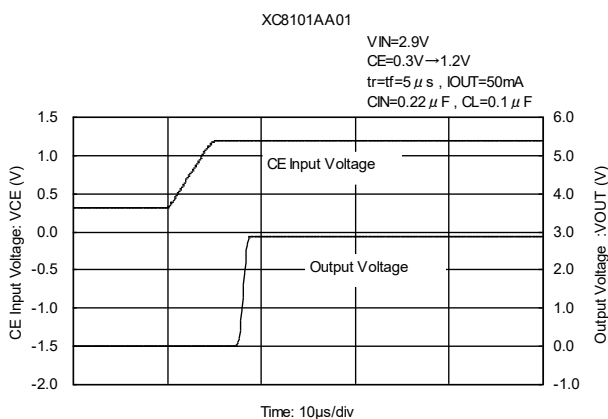 XC8101AA01
VIN=2.9V
CE=0.3V→1.2V
tr=tf=5μs , IOUT=50mA
CIN=0.22μF , CL=0.1μF
CE Input Voltage: VCE (V)
1.5
1.0
0.5
0.0
-0.5
-1.0
-1.5
-2.0
CE Input Voltage
Output Voltage
6.0
5.0
4.0
3.0
2.0
1.0
0.0
-1.0
Output Voltage :VOUT (V)
Time: 10μs/div